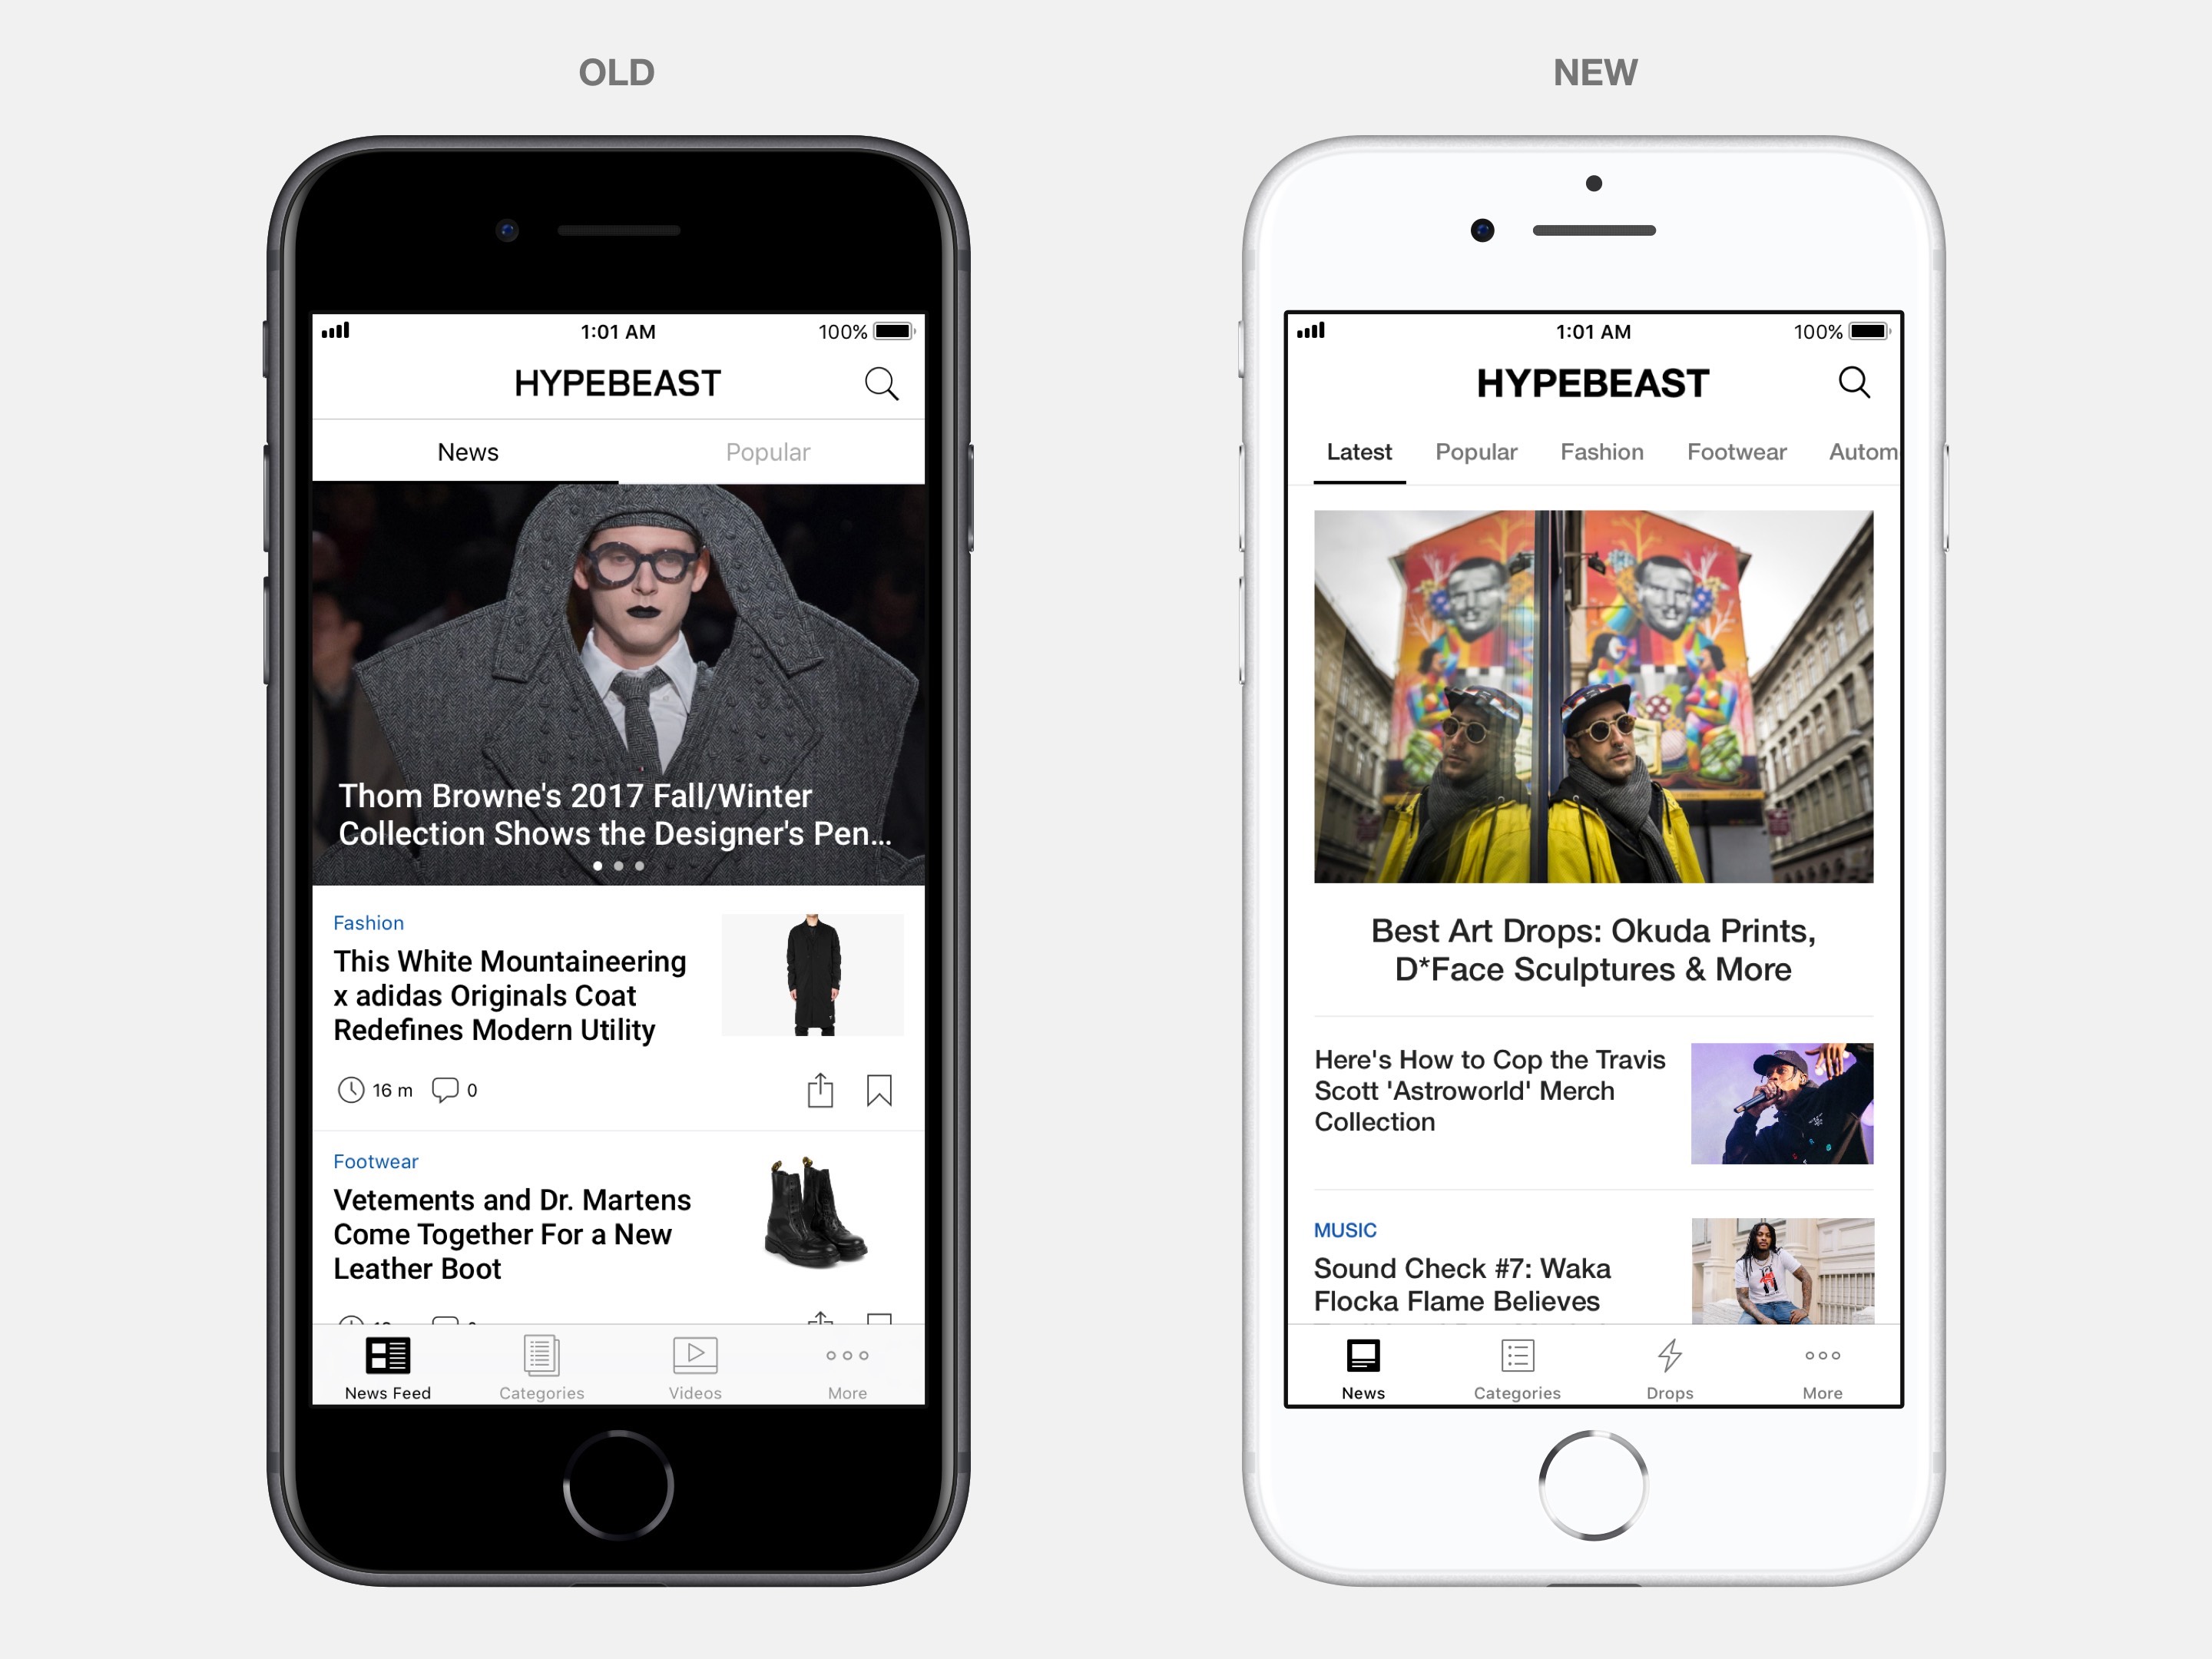 OLD
1:01 AM 100%
HYPEBEAST
News Popular
Thom Browne's 2017 Fall/Winter
Collection Shows the Designer's Pen...
Fashion
This White Mountaineering
x adidas Originals Coat
Redefines Modern Utility
16 m 0
Footwear
Vetements and Dr. Martens
Come Together For a New
Leather Boot
News Feed Categories Videos More
NEW
1:01 AM 100%
HYPEBEAST
Latest Popular Fashion Footwear Autom
Best Art Drops: Okuda Prints,
D*Face Sculptures & More
Here's How to Cop the Travis
Scott 'Astroworld' Merch
Collection
MUSIC
Sound Check #7: Waka
Flocka Flame Believes
News Categories Drops More